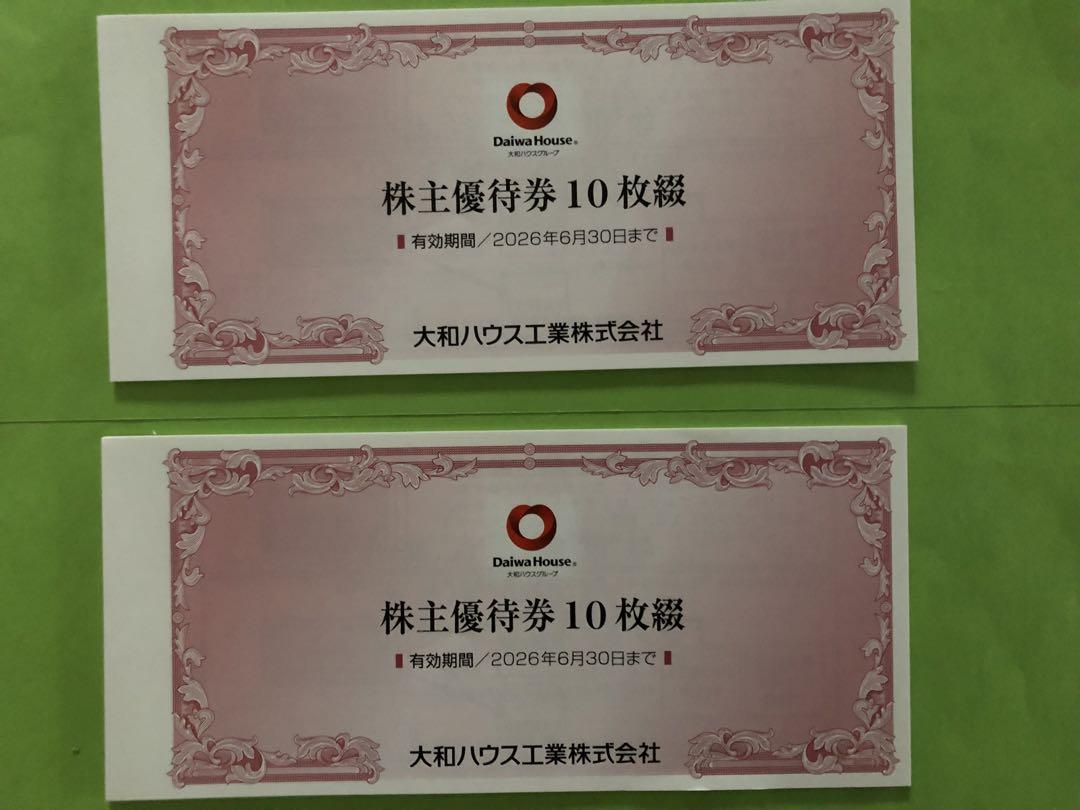 Daiwa House®
大和ハウスグループ
株主優待券10枚綴
有効期間／2026年6月30日まで
大和ハウス工業株式会社
Daiwa House®
大和ハウスグループ
株主優待券10枚綴
有効期間／2026年6月30日まで
大和ハウス工業株式会社